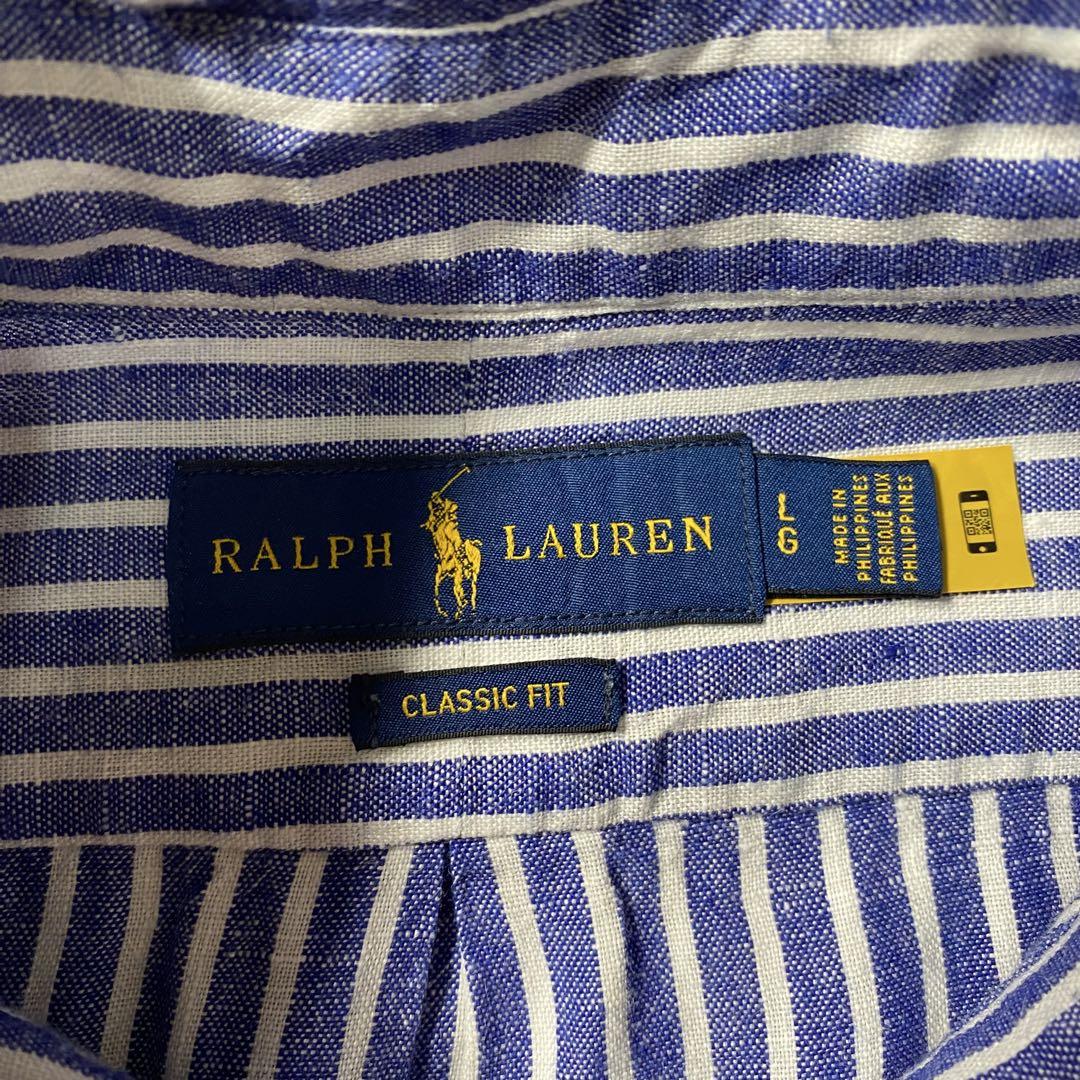 RALPH LAUREN
CLASSIC FIT
L
G
MADE IN
PHILIPPINES
FABRIQUÉ AUX
PHILIPPINES